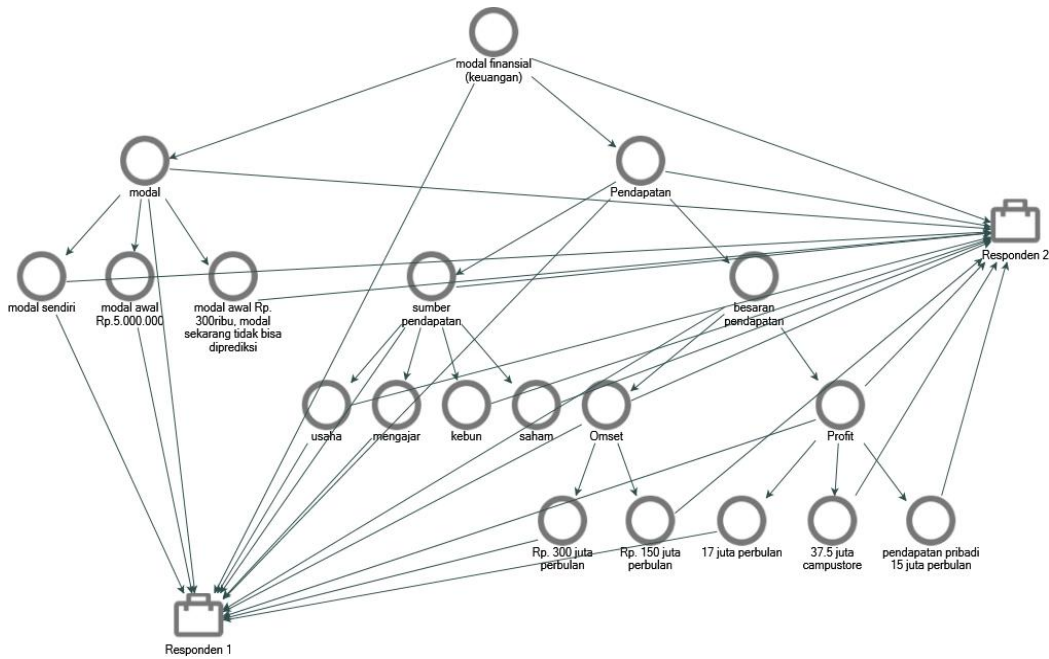 modal finansial
(keuangan)
modal
Pendapatan
Responden 2
modal sendiri
modal awal
Rp.5.000.000
modal awal Rp.
300ribu, modal
sekarang tidak bisa
diprediksi
sumber
pendapatan
besaran
pendapatan
usaha
mengajar
kebun
saham
Omset
Profit
Rp. 300 juta
perbulan
Rp. 150 juta
perbulan
17 juta perbulan
37.5 juta
campustore
pendapatan pribadi
15 juta perbulan
Responden 1